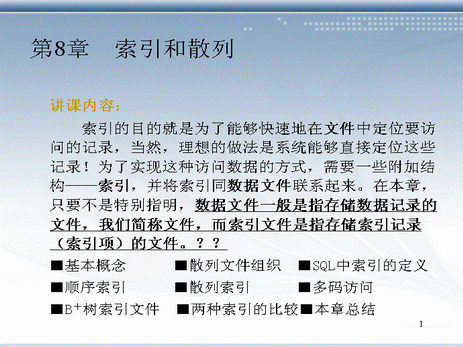 第8章　索引和散列
讲课内容：
索引的目的就是为了能够快速地在文件中定位要访
问的记录，当然，理想的做法是系统能够直接定位这些
记录！为了实现这种访问数据的方式，需要一些附加结
构——索引，并将索引同数据文件联系起来。在本章，
只要不是特别指明，数据文件一般是指存储数据记录的
文件，我们简称文件，而索引文件是指存储索引记录
（索引项）的文件。？？
■基本概念　■散列文件组织　■SQL中索引的定义
■顺序索引　■散列索引　■多码访问
■B⁺树索引文件　■两种索引的比较■本章总结
1